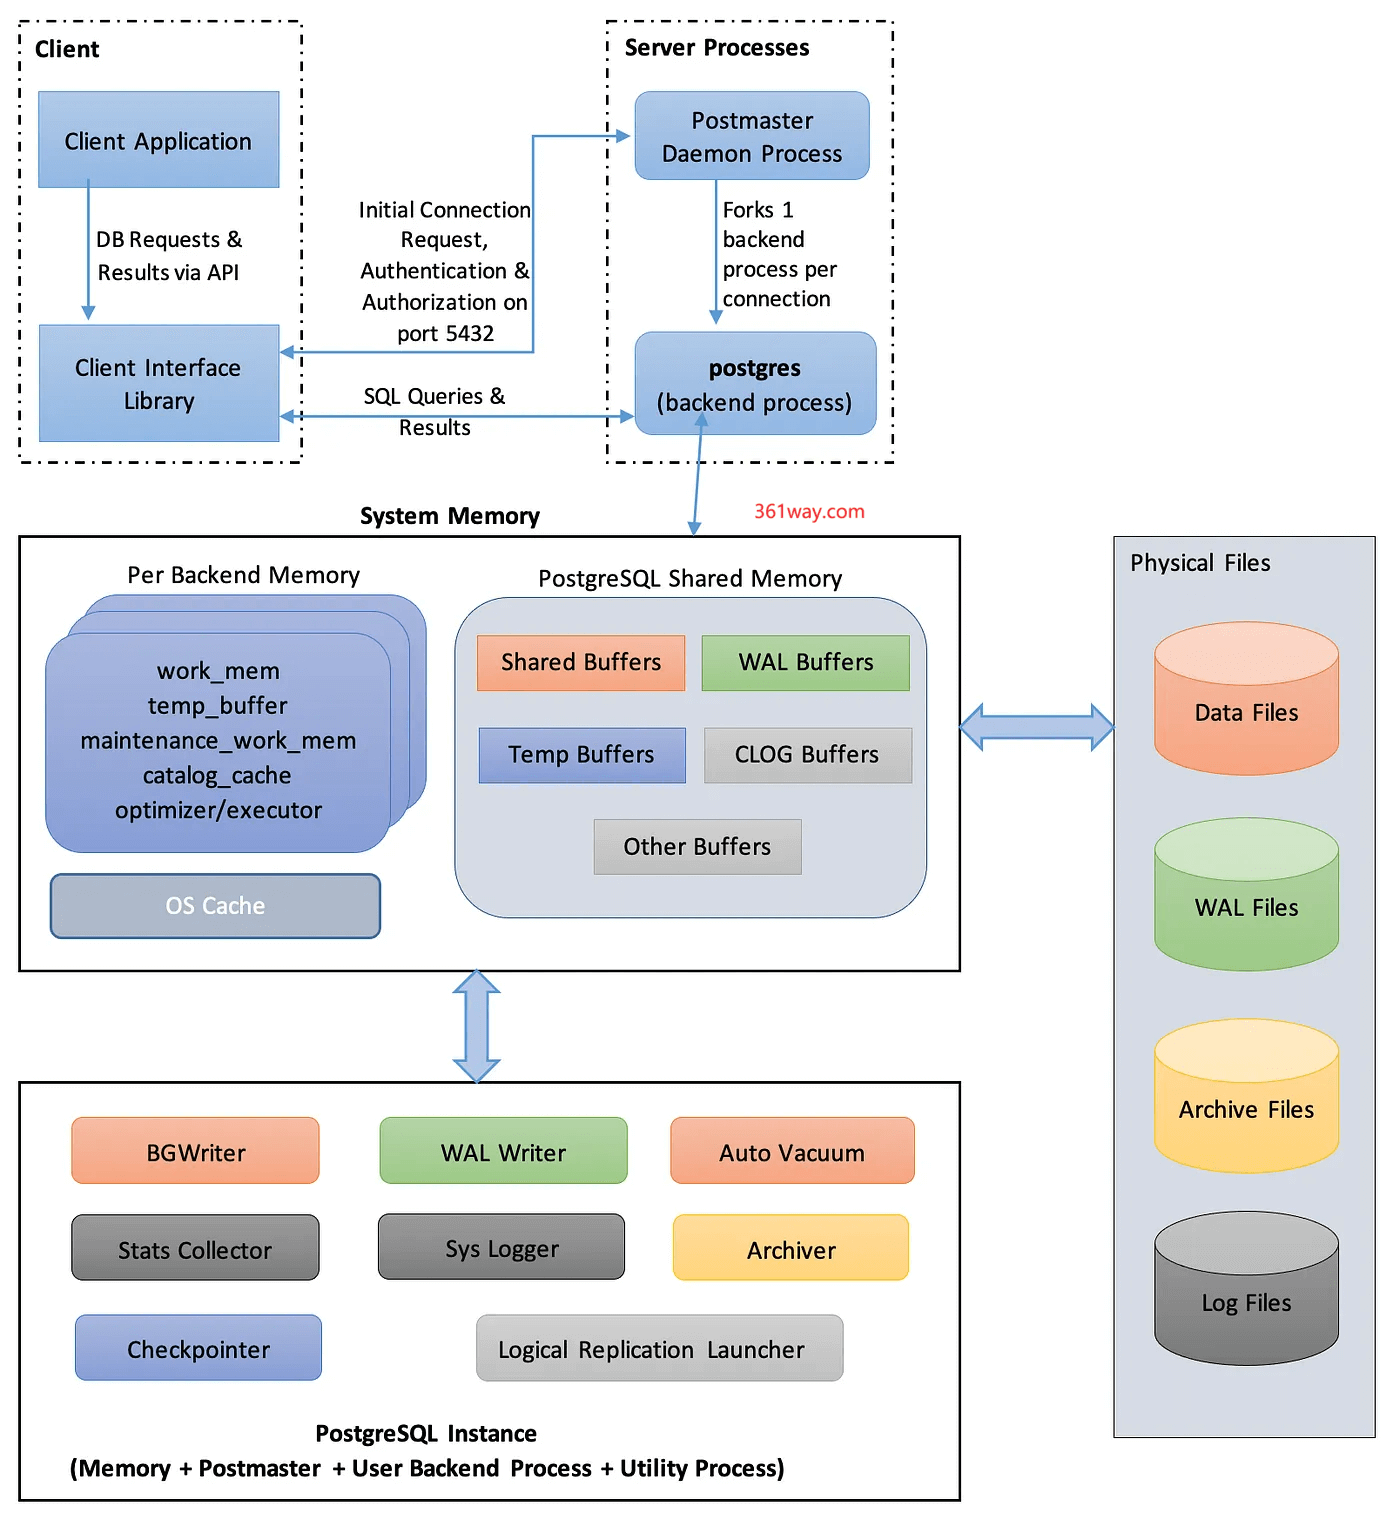 Client
Client Application
DB Requests &
Results via API
Client Interface
Library
Initial Connection
Request,
Authentication &
Authorization on
port 5432
SQL Queries &
Results
Server Processes
Postmaster
Daemon Process
Forks 1
backend
process per
connection
postgres
(backend process)
361way.com
System Memory
Per Backend Memory
work_mem
temp_buffer
maintenance_work_mem
catalog_cache
optimizer/executor
OS Cache
PostgreSQL Shared Memory
Shared Buffers
WAL Buffers
Temp Buffers
CLOG Buffers
Other Buffers
Physical Files
Data Files
WAL Files
Archive Files
Log Files
BGWriter
WAL Writer
Auto Vacuum
Stats Collector
Sys Logger
Archiver
Checkpointer
Logical Replication Launcher
PostgreSQL Instance
(Memory + Postmaster + User Backend Process + Utility Process)